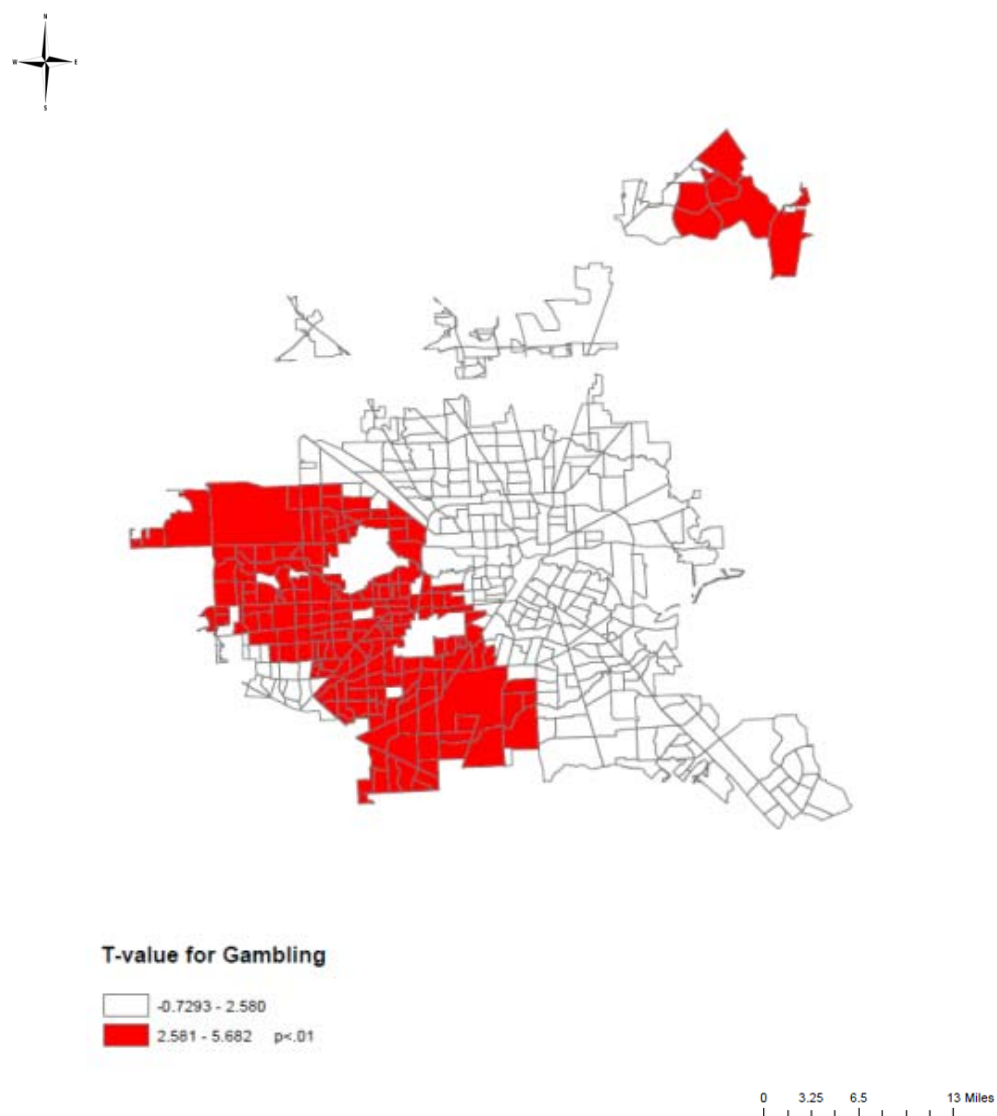 N
W E
S
T-value for Gambling
-0.7293 - 2.580
2.581 - 5.682 p<.01
0 3.25 6.5 13 Miles